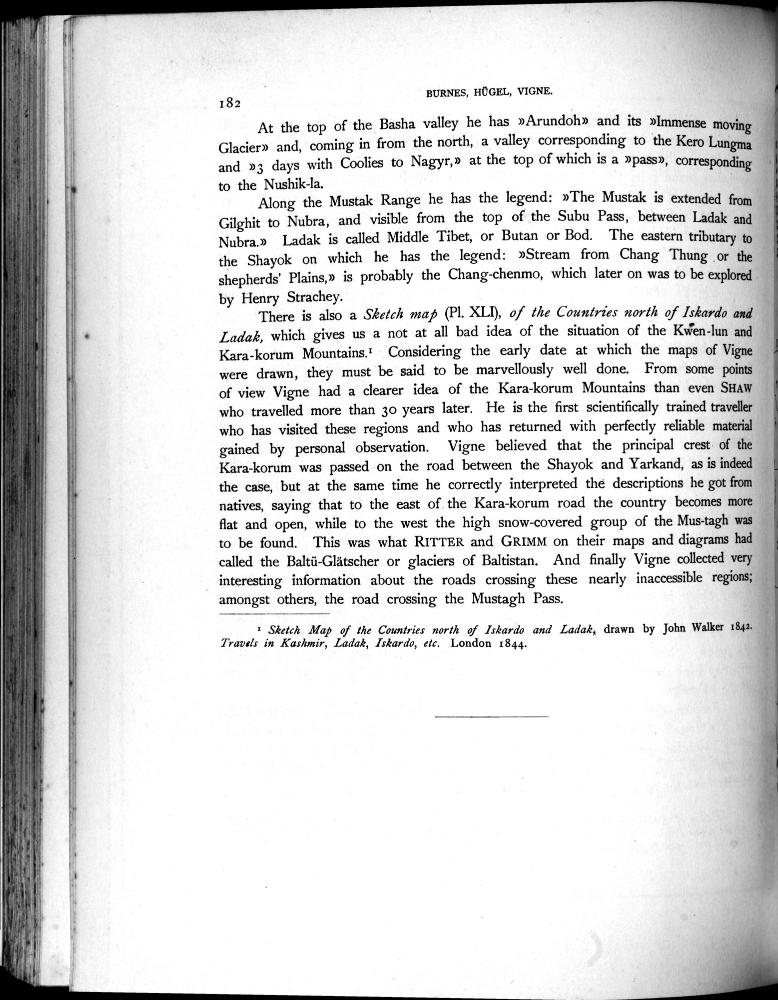 182
BURNES, HÜGEL, VIGNE.
At the top of the Basha valley he has »Arundoh» and its »Immense moving
Glacier» and, coming in from the north, a valley corresponding to the Kero Lungma
and »3 days with Coolies to Nagyr,» at the top of which is a »pass», corresponding
to the Nushik-la.
Along the Mustak Range he has the legend: »The Mustak is extended from
Gilghit to Nubra, and visible from the top of the Subu Pass, between Ladak and
Nubra.» Ladak is called Middle Tibet, or Butan or Bod. The eastern tributary to
the Shayok on which he has the legend: »Stream from Chang Thung or the
shepherds' Plains,» is probably the Chang-chenmo, which later on was to be explored
by Henry Strachey.
There is also a Sketch map (Pl. XLI), of the Countries north of Iskardo and
Ladak, which gives us a not at all bad idea of the situation of the Kwen-lun and
Kara-korum Mountains.¹ Considering the early date at which the maps of Vigne
were drawn, they must be said to be marvellously well done. From some points
of view Vigne had a clearer idea of the Kara-korum Mountains than even SHAW
who travelled more than 30 years later. He is the first scientifically trained traveller
who has visited these regions and who has returned with perfectly reliable material
gained by personal observation. Vigne believed that the principal crest of the
Kara-korum was passed on the road between the Shayok and Yarkand, as is indeed
the case, but at the same time he correctly interpreted the descriptions he got from
natives, saying that to the east of the Kara-korum road the country becomes more
flat and open, while to the west the high snow-covered group of the Mus-tagh was
to be found. This was what RITTER and GRIMM on their maps and diagrams had
called the Baltü-Glätscher or glaciers of Baltistan. And finally Vigne collected very
interesting information about the roads crossing these nearly inaccessible regions;
amongst others, the road crossing the Mustagh Pass.
¹ Sketch Map of the Countries north of Iskardo and Ladak, drawn by John Walker 1842.
Travels in Kashmir, Ladak, Iskardo, etc. London 1844.